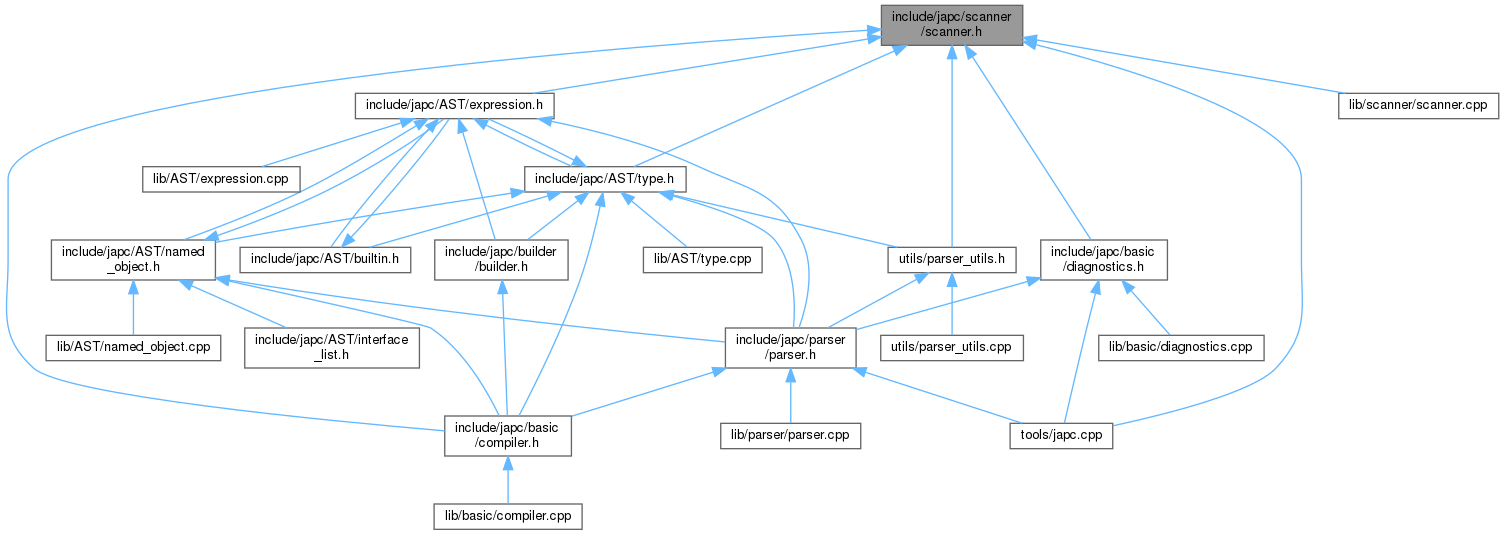 include/japc/scanner
/scanner.h
include/japc/AST/expression.h
lib/scanner/scanner.cpp
lib/AST/expression.cpp
include/japc/AST/type.h
include/japc/AST/named
_object.h
include/japc/AST/builtin.h
include/japc/builder
/builder.h
lib/AST/type.cpp
utils/parser_utils.h
include/japc/basic
/diagnostics.h
lib/AST/named_object.cpp
include/japc/AST/interface
_list.h
include/japc/parser
/parser.h
utils/parser_utils.cpp
lib/basic/diagnostics.cpp
include/japc/basic
/compiler.h
lib/parser/parser.cpp
tools/japc.cpp
lib/basic/compiler.cpp